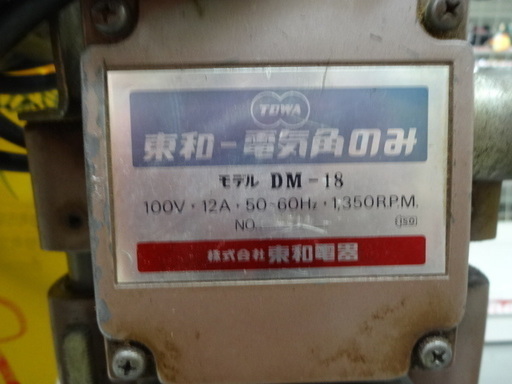 TOWA
東和-電気角のみ
モデル DM-18
100V・12A・50-60Hz・1,350R.P.M.
NO.
株式会社 東和電器